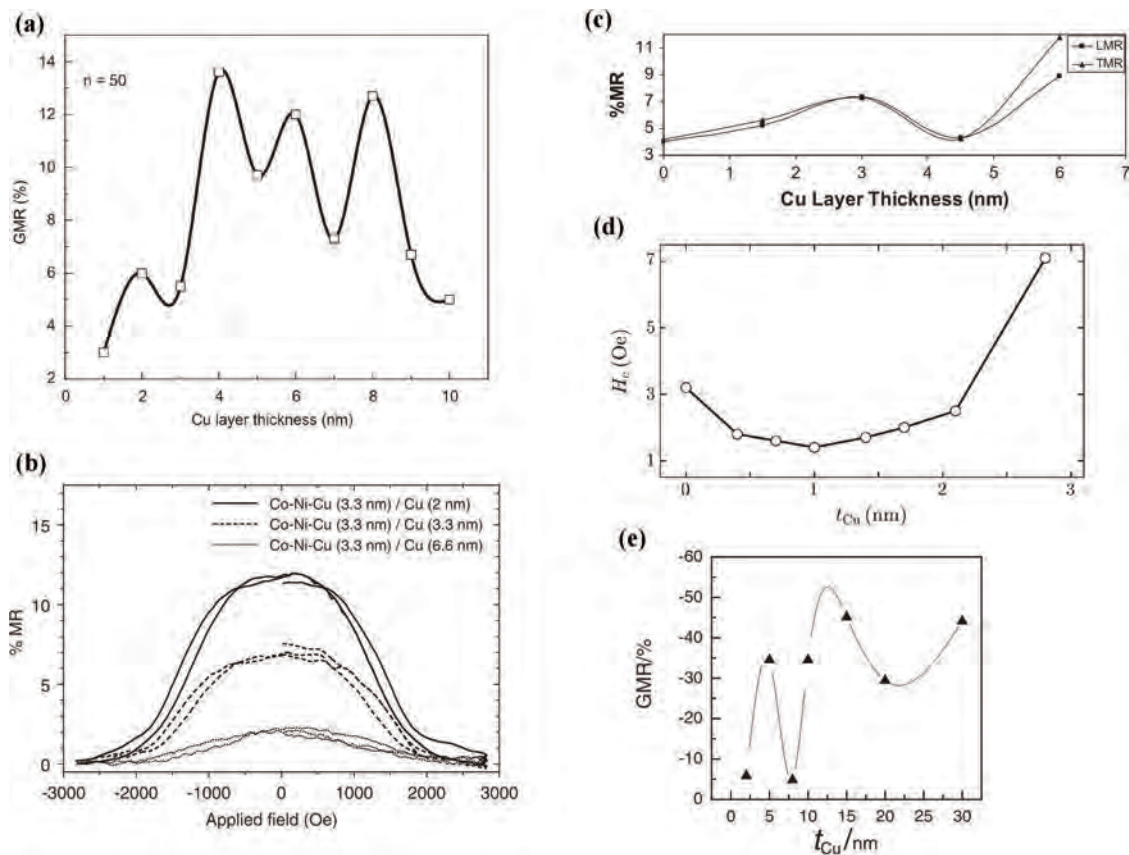 (a)
GMR (%)
n = 50
14
12
10
8
6
4
2
0 2 4 6 8 10
Cu layer thickness (nm)
(b)
% MR
Co-Ni-Cu (3.3 nm) / Cu (2 nm)
Co-Ni-Cu (3.3 nm) / Cu (3.3 nm)
Co-Ni-Cu (3.3 nm) / Cu (6.6 nm)
15
10
5
0
-3000 -2000 -1000 0 1000 2000 3000
Applied field (Oe)
(c)
%MR
LMR
TMR
11
9
7
5
3
0 1 2 3 4 5 6 7
Cu Layer Thickness (nm)
(d)
Hc (Oe)
7
5
3
1
0 1 2 3
tCu (nm)
(e)
GMR/%
-60
-50
-40
-30
-20
-10
0
0 5 10 15 20 25 30
tCu/nm